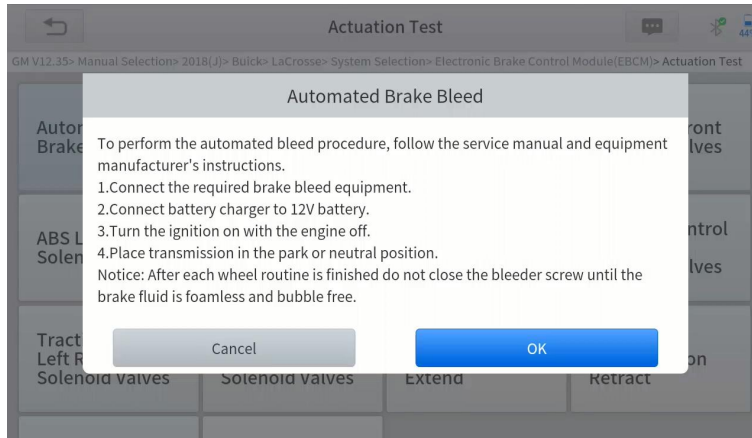 Actuation Test
44°
GM V12.35> Manual Selection> 2018(J)> Buick> LaCrosse> System Selection> Electronic Brake Control Module(EBCM)> Actuation Test
Automated Brake Bleed
To perform the automated bleed procedure, follow the service manual and equipment
manufacturer's instructions.
1.Connect the required brake bleed equipment.
2.Connect battery charger to 12V battery.
3.Turn the ignition on with the engine off.
4.Place transmission in the park or neutral position.
Notice: After each wheel routine is finished do not close the bleeder screw until the
brake fluid is foamless and bubble free.
Cancel
OK
Brake
ABS L
Left R
Solenoid Valves
Solenoid Valves
Extend
Retract